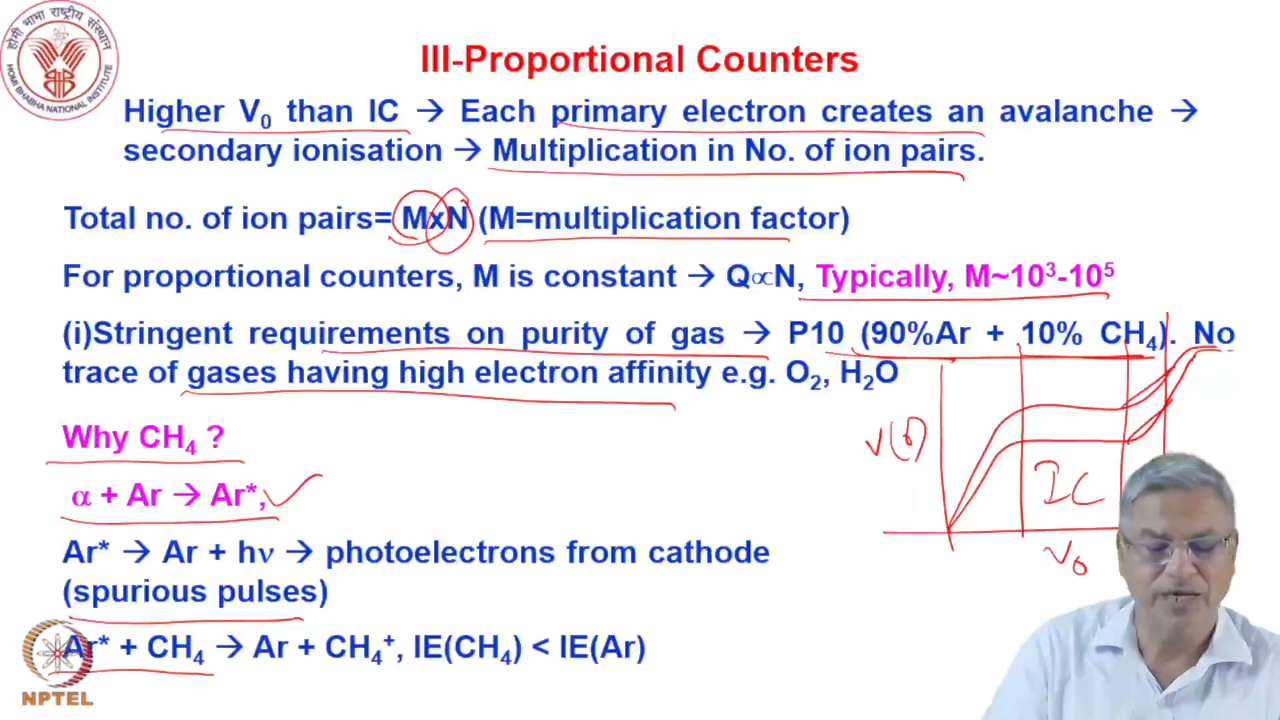 होमी भाभा राष्ट्रीय संस्थान
HOMI BHABHA NATIONAL INSTITUTE
III-Proportional Counters
Higher V₀ than IC → Each primary electron creates an avalanche →
secondary ionisation → Multiplication in No. of ion pairs.
Total no. of ion pairs= MxN (M=multiplication factor)
For proportional counters, M is constant → Q∝N, Typically, M~10³-10⁵
(i)Stringent requirements on purity of gas → P10 (90%Ar + 10% CH₄). No
trace of gases having high electron affinity e.g. O₂, H₂O
Why CH₄ ?
α + Ar → Ar*,
Ar* → Ar + hν → photoelectrons from cathode
(spurious pulses)
Ar* + CH₄ → Ar + CH₄⁺, IE(CH₄) < IE(Ar)
IC
V₀
NPTEL